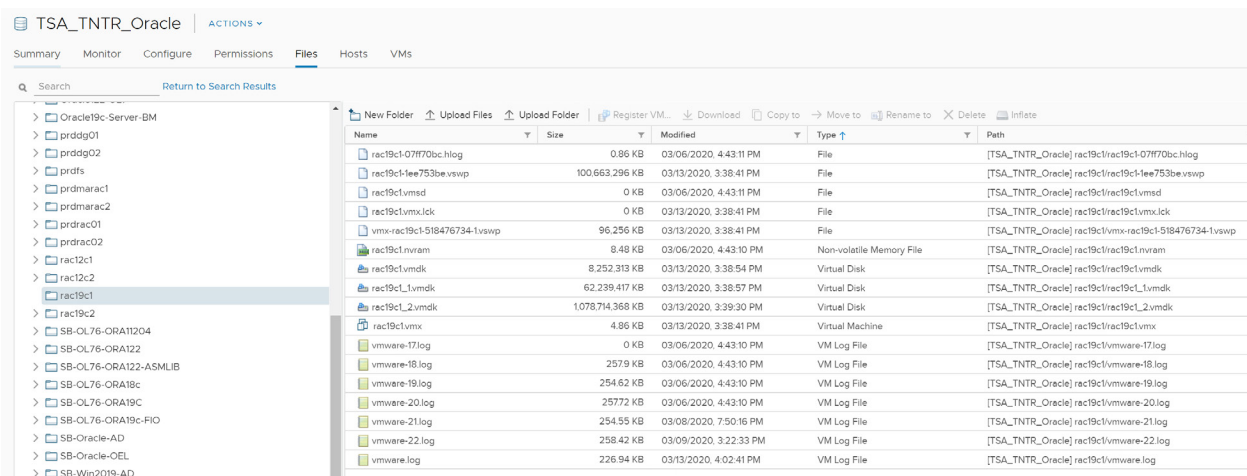 TSA_TNTR_Oracle ACTIONS
Summary Monitor Configure Permissions Files Hosts VMs
Search Return to Search Results
New Folder Upload Files Upload Folder Register VM... Download Copy to Move to Rename to Delete Inflate
Name Size Modified Type Path
Oracle19c-Server-BM
prddg01
prddg02
prdfs
prdmarac1
prdmarac2
prdrac01
prdrac02
rac12c1
rac12c2
rac19c1
rac19c2
SB-OL76-ORA11204
SB-OL76-ORA122
SB-OL76-ORA122-ASMLIB
SB-OL76-ORA18c
SB-OL76-ORA19C
SB-OL76-ORA19c-FIO
SB-Oracle-AD
SB-Oracle-OEL
SB-Win2019-AD
rac19c1-07ff70bc.hlog 0.86 KB 03/06/2020, 4:43:11 PM File [TSA_TNTR_Oracle] rac19c1/rac19c1-07ff70bc.hlog
rac19c1-1ee753be.vswp 100,663,296 KB 03/13/2020, 3:38:41 PM File [TSA_TNTR_Oracle] rac19c1/rac19c1-1ee753be.vswp
rac19c1.vmsd 0 KB 03/06/2020, 4:43:11 PM File [TSA_TNTR_Oracle] rac19c1/rac19c1.vmsd
rac19c1.vmx.lck 0 KB 03/13/2020, 3:38:41 PM File [TSA_TNTR_Oracle] rac19c1/rac19c1.vmx.lck
vmx-rac19c1-518476734-1.vswp 96,256 KB 03/13/2020, 3:38:41 PM File [TSA_TNTR_Oracle] rac19c1/vmx-rac19c1-518476734-1.vswp
rac19c1.nvram 8.48 KB 03/06/2020, 4:43:10 PM Non-volatile Memory File [TSA_TNTR_Oracle] rac19c1/rac19c1.nvram
rac19c1.vmdk 8,252,313 KB 03/13/2020, 3:38:54 PM Virtual Disk [TSA_TNTR_Oracle] rac19c1/rac19c1.vmdk
rac19c1_1.vmdk 62,239,417 KB 03/13/2020, 3:38:57 PM Virtual Disk [TSA_TNTR_Oracle] rac19c1/rac19c1_1.vmdk
rac19c1_2.vmdk 1,078,714,368 KB 03/13/2020, 3:39:30 PM Virtual Disk [TSA_TNTR_Oracle] rac19c1/rac19c1_2.vmdk
rac19c1.vmx 4.86 KB 03/13/2020, 3:38:41 PM Virtual Machine [TSA_TNTR_Oracle] rac19c1/rac19c1.vmx
vmware-17.log 0 KB 03/06/2020, 4:43:10 PM VM Log File [TSA_TNTR_Oracle] rac19c1/vmware-17.log
vmware-18.log 257.9 KB 03/06/2020, 4:43:10 PM VM Log File [TSA_TNTR_Oracle] rac19c1/vmware-18.log
vmware-19.log 254.62 KB 03/06/2020, 4:43:10 PM VM Log File [TSA_TNTR_Oracle] rac19c1/vmware-19.log
vmware-20.log 257.72 KB 03/06/2020, 4:43:10 PM VM Log File [TSA_TNTR_Oracle] rac19c1/vmware-20.log
vmware-21.log 254.55 KB 03/08/2020, 7:50:16 PM VM Log File [TSA_TNTR_Oracle] rac19c1/vmware-21.log
vmware-22.log 258.42 KB 03/09/2020, 3:22:33 PM VM Log File [TSA_TNTR_Oracle] rac19c1/vmware-22.log
vmware.log 226.94 KB 03/13/2020, 4:02:41 PM VM Log File [TSA_TNTR_Oracle] rac19c1/vmware.log